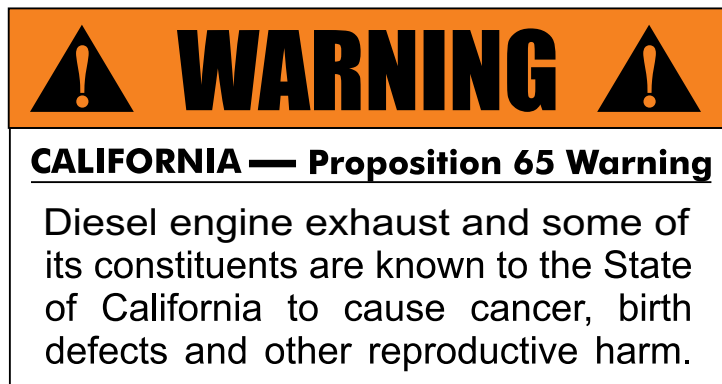 WARNING
CALIFORNIA — Proposition 65 Warning
Diesel engine exhaust and some of
its constituents are known to the State
of California to cause cancer, birth
defects and other reproductive harm.